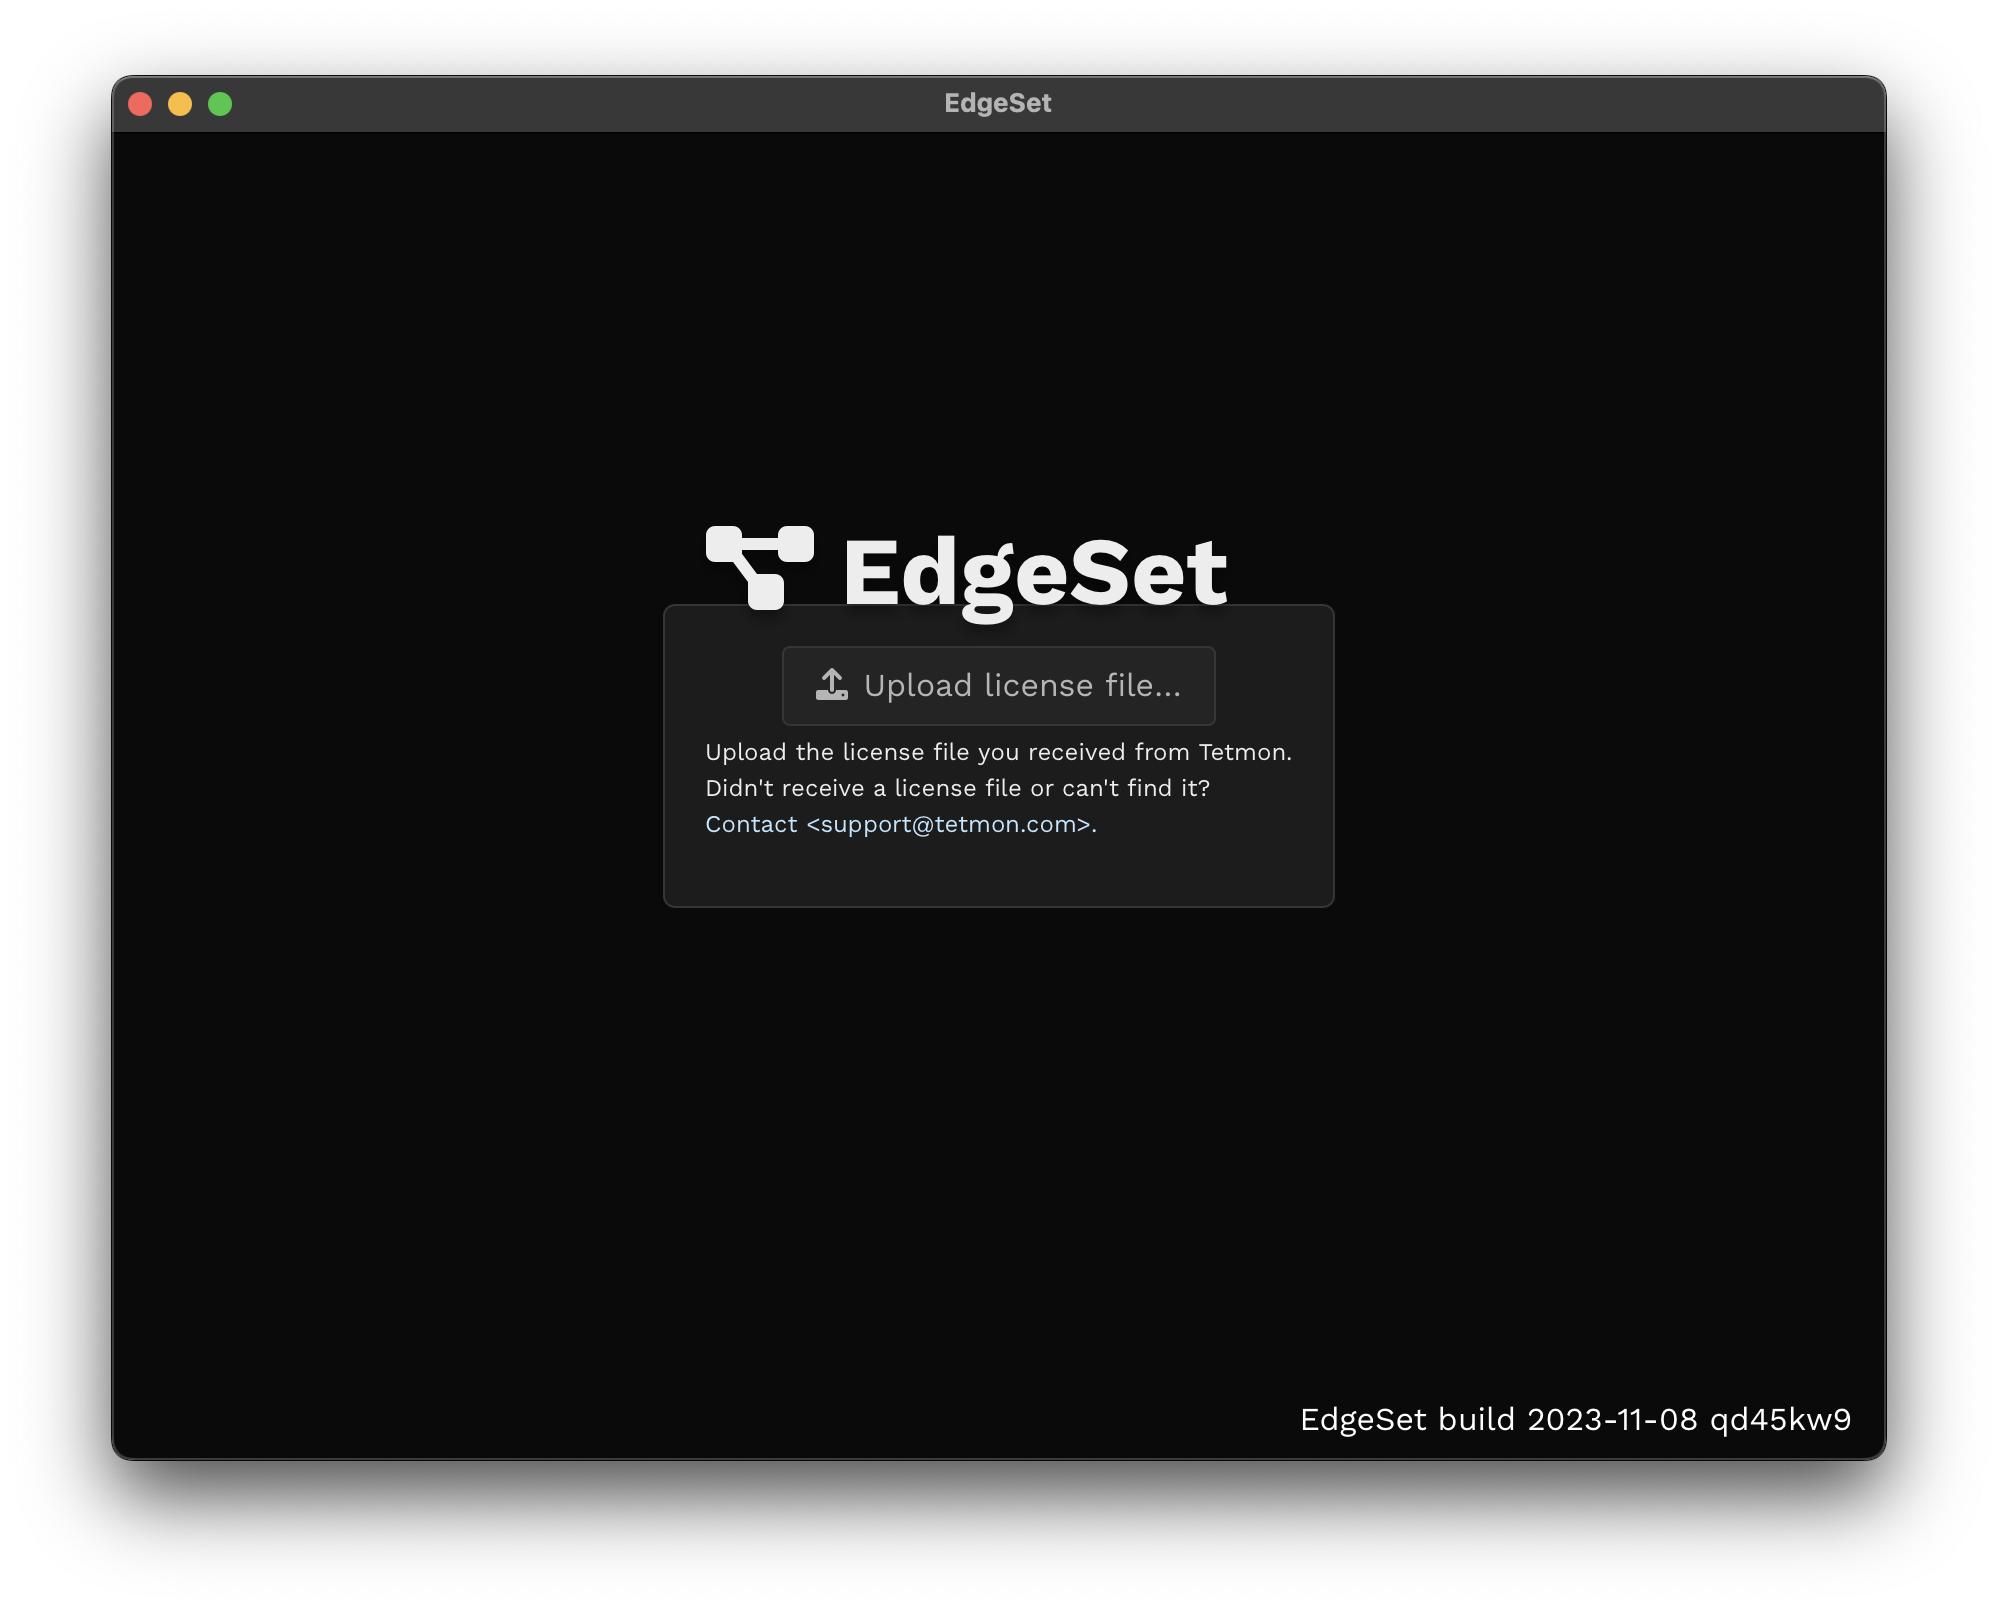 EdgeSet
EdgeSet
Upload license file...
Upload the license file you received from Tetmon.
Didn't receive a license file or can't find it?
Contact <support@tetmon.com>.
EdgeSet build 2023-11-08 qd45kw9